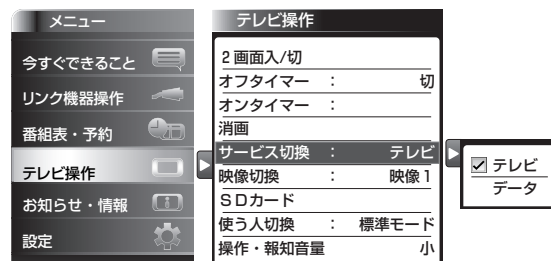 メニュー
今すぐできること
リンク機器操作
番組表・予約
テレビ操作
お知らせ・情報
設定
テレビ操作
2画面入/切
オフタイマー : 切
オンタイマー :
消画
サービス切換 : テレビ
映像切換 : 映像1
SDカード
使う人切換 : 標準モード
操作・報知音量 小
テレビ
データ